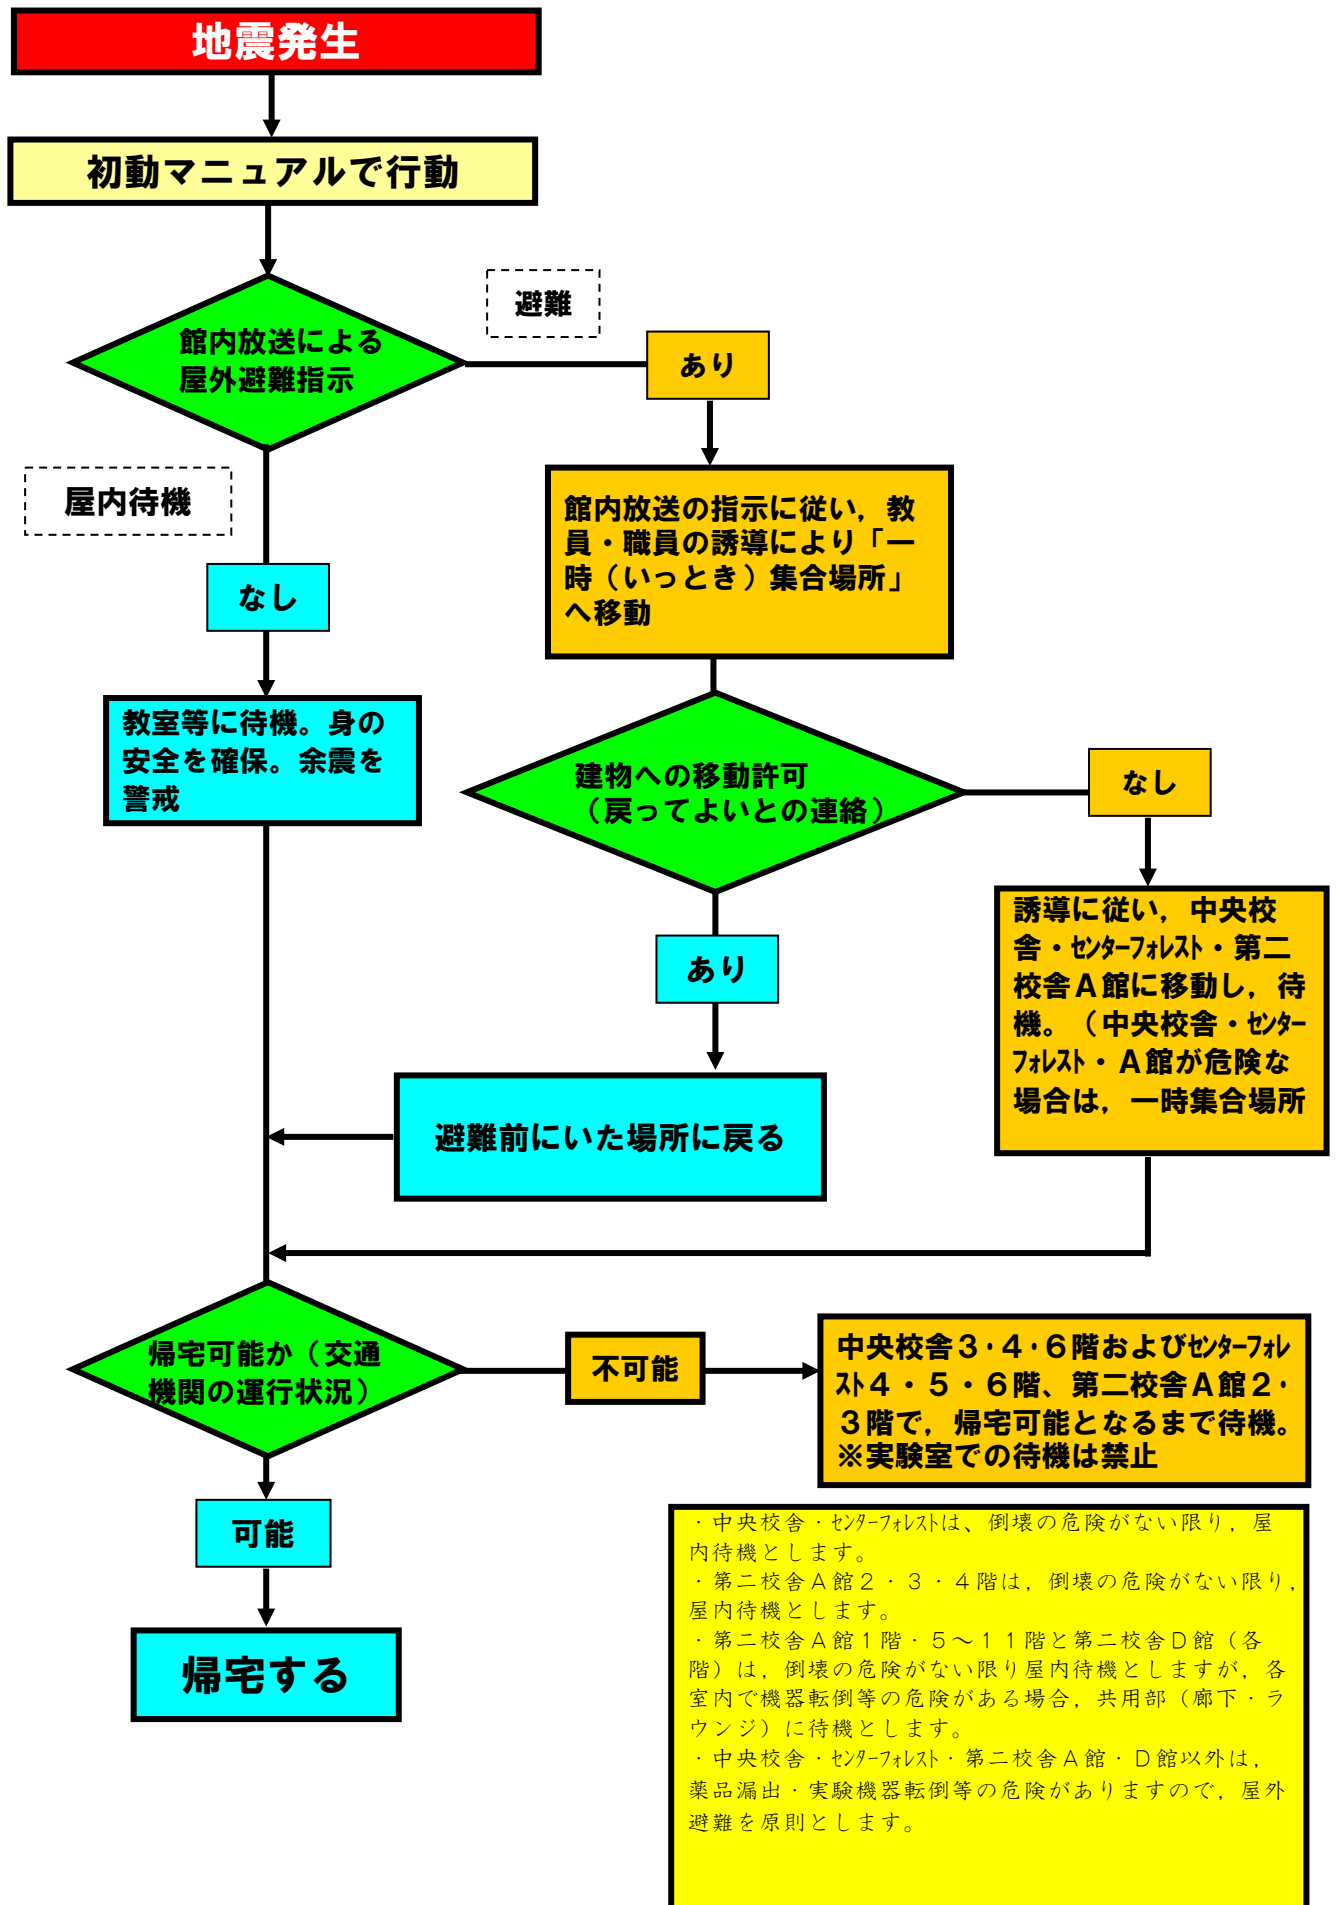 地震発生
初動マニュアルで行動
避難
館内放送による
屋外避難指示
あり
屋内待機
館内放送の指示に従い，教
員・職員の誘導により「一
時（いっとき）集合場所」
へ移動
なし
教室等に待機。身の
安全を確保。余震を
警戒
建物への移動許可
（戻ってよいとの連絡）
なし
誘導に従い，中央校
舎・ｾﾝﾀｰﾌｫﾚｽﾄ・第二
校舎Ａ館に移動し，待
機。（中央校舎・ｾﾝﾀｰ
ﾌｫﾚｽﾄ・Ａ館が危険な
場合は，一時集合場所
あり
避難前にいた場所に戻る
帰宅可能か（交通
機関の運行状況）
不可能
中央校舎３･４･６階およびｾﾝﾀｰﾌｫﾚ
ｽﾄ４・５・６階、第二校舎Ａ館２･
３階で，帰宅可能となるまで待機。
※実験室での待機は禁止
可能
帰宅する
・中央校舎・ｾﾝﾀｰﾌｫﾚｽﾄは、倒壊の危険がない限り，屋
内待機とします。
・第二校舎Ａ館２・３・４階は，倒壊の危険がない限り，
屋内待機とします。
・第二校舎Ａ館１階・５～１１階と第二校舎Ｄ館（各
階）は，倒壊の危険がない限り屋内待機としますが，各
室内で機器転倒等の危険がある場合，共用部（廊下・ラ
ウンジ）に待機とします。
・中央校舎・ｾﾝﾀｰﾌｫﾚｽﾄ・第二校舎Ａ館・Ｄ館以外は，
薬品漏出・実験機器転倒等の危険がありますので，屋外
避難を原則とします。